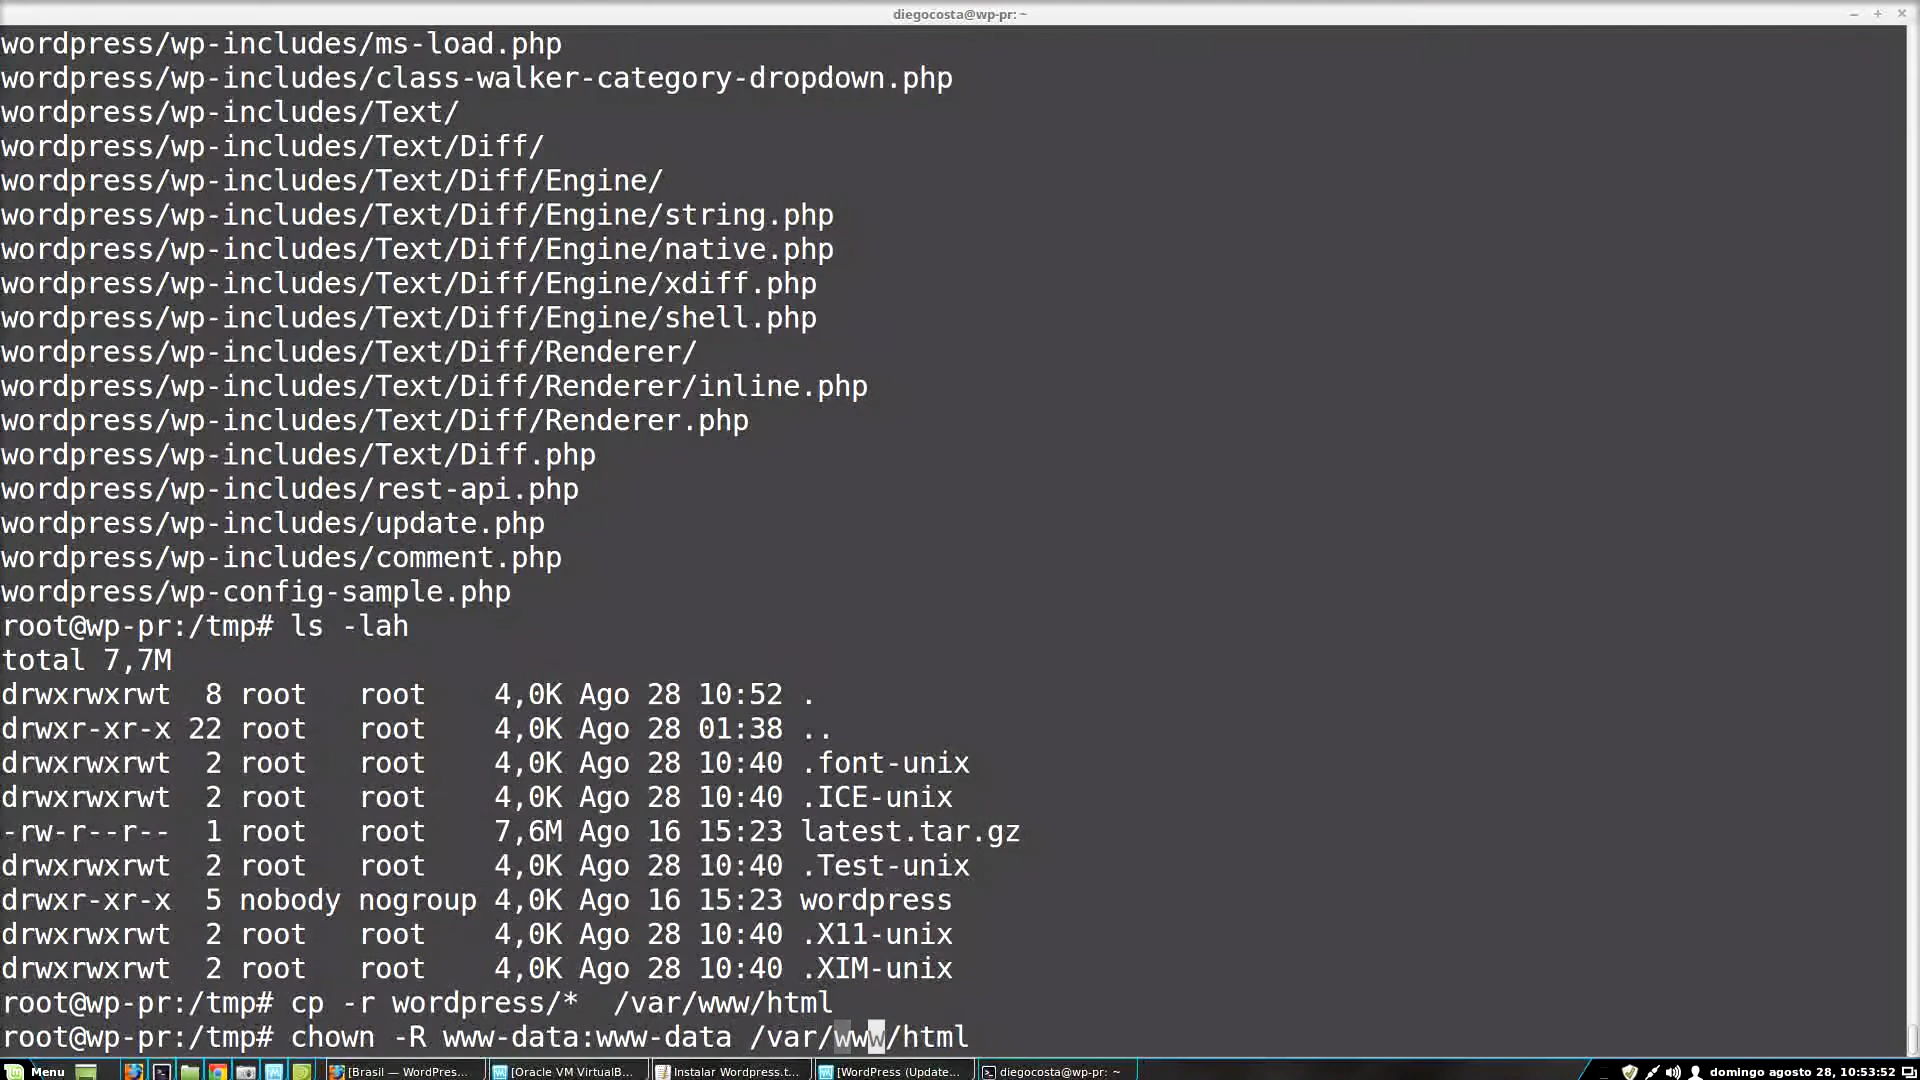 diegocosta@wp-pr: ~
wordpress/wp-includes/ms-load.php
wordpress/wp-includes/class-walker-category-dropdown.php
wordpress/wp-includes/Text/
wordpress/wp-includes/Text/Diff/
wordpress/wp-includes/Text/Diff/Engine/
wordpress/wp-includes/Text/Diff/Engine/string.php
wordpress/wp-includes/Text/Diff/Engine/native.php
wordpress/wp-includes/Text/Diff/Engine/xdiff.php
wordpress/wp-includes/Text/Diff/Engine/shell.php
wordpress/wp-includes/Text/Diff/Renderer/
wordpress/wp-includes/Text/Diff/Renderer/inline.php
wordpress/wp-includes/Text/Diff/Renderer.php
wordpress/wp-includes/Text/Diff.php
wordpress/wp-includes/rest-api.php
wordpress/wp-includes/update.php
wordpress/wp-includes/comment.php
wordpress/wp-config-sample.php
root@wp-pr:/tmp# ls -lah
total 7,7M
drwxrwxrwt  8 root   root    4,0K Ago 28 10:52 .
drwxr-xr-x 22 root   root    4,0K Ago 28 01:38 ..
drwxrwxrwt  2 root   root    4,0K Ago 28 10:40 .font-unix
drwxrwxrwt  2 root   root    4,0K Ago 28 10:40 .ICE-unix
-rw-r--r--  1 root   root    7,6M Ago 16 15:23 latest.tar.gz
drwxrwxrwt  2 root   root    4,0K Ago 28 10:40 .Test-unix
drwxr-xr-x  5 nobody nogroup 4,0K Ago 16 15:23 wordpress
drwxrwxrwt  2 root   root    4,0K Ago 28 10:40 .X11-unix
drwxrwxrwt  2 root   root    4,0K Ago 28 10:40 .XIM-unix
root@wp-pr:/tmp# cp -r wordpress/*  /var/www/html
root@wp-pr:/tmp# chown -R www-data:www-data /var/www/html
Menu [Brasil — WordPres... [Oracle VM VirtualB... Instalar Wordpress.t... [WordPress (Update... diegocosta@wp-pr: ~ domingo agosto 28, 10:53:52